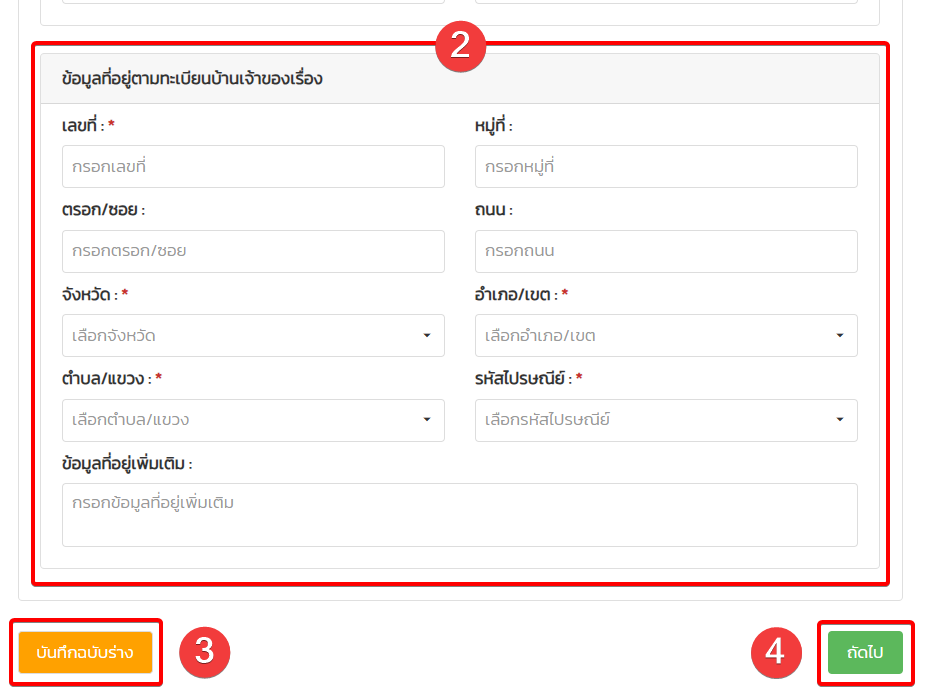 2
ข้อมูลที่อยู่ตามทะเบียนบ้านเจ้าของเรื่อง
เลขที่ : * หมู่ที่ :
กรอกเลขที่ กรอกหมู่ที่
ตรอก/ซอย : ถนน :
กรอกตรอก/ซอย กรอกถนน
จังหวัด : * อำเภอ/เขต : *
เลือกจังหวัด เลือกอำเภอ/เขต
ตำบล/แขวง : * รหัสไปรษณีย์ : *
เลือกตำบล/แขวง เลือกรหัสไปรษณีย์
ข้อมูลที่อยู่เพิ่มเติม :
กรอกข้อมูลที่อยู่เพิ่มเติม
บันทึกฉบับร่าง 3 4 ถัดไป